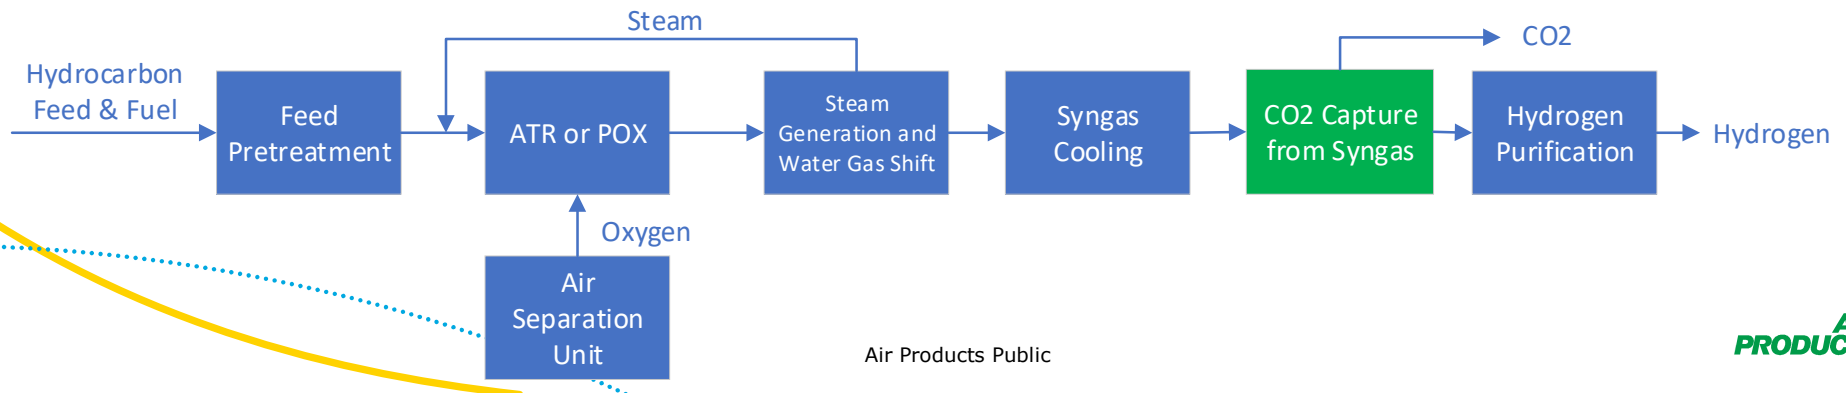 Steam
CO2
Hydrocarbon
Feed & Fuel
Feed
Pretreatment
ATR or POX
Steam
Generation and
Water Gas Shift
Syngas
Cooling
CO2 Capture
from Syngas
Hydrogen
Purification
Hydrogen
Oxygen
Air
Separation
Unit
Air Products Public